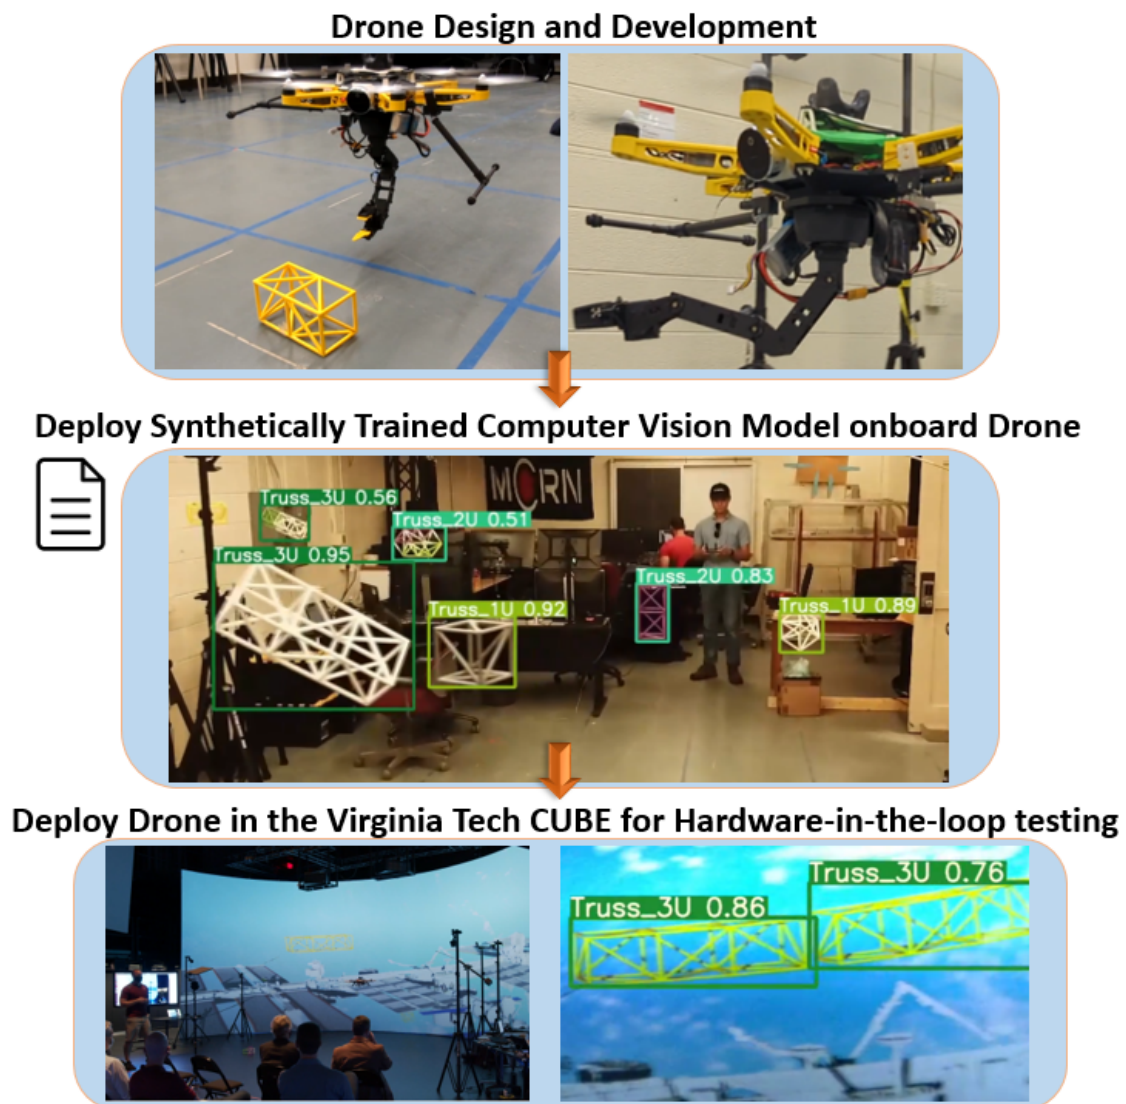 Drone Design and Development
Deploy Synthetically Trained Computer Vision Model onboard Drone
MCRN
Truss_3U 0.56
Truss_2U 0.51
Truss_3U 0.95
Truss_2U 0.83
Truss_1U 0.92
Truss_1U 0.89
Deploy Drone in the Virginia Tech CUBE for Hardware-in-the-loop testing
Truss_3U 0.76
Truss_3U 0.86